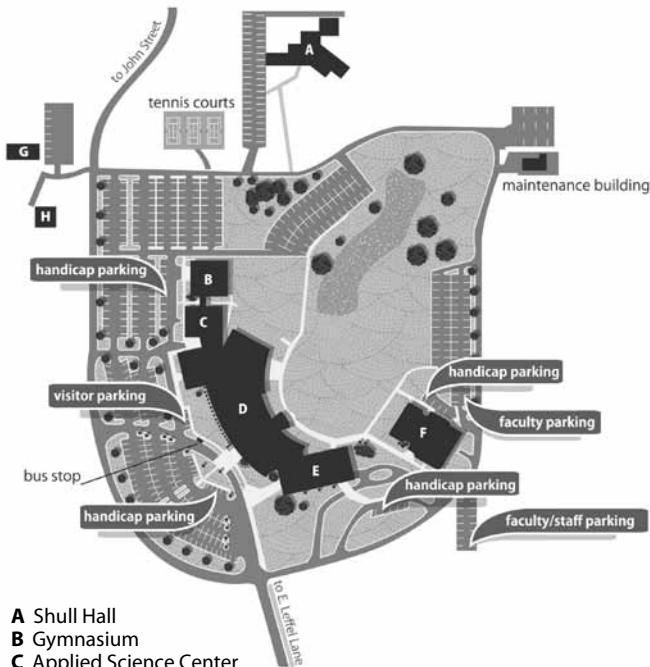 to John Street
A
tennis courts
G
maintenance building
H
handicap parking
B
C
handicap parking
visitor parking
D
faculty parking
F
bus stop
E
handicap parking
handicap parking
faculty/staff parking
to E. Leffel Lane
A Shull Hall
B Gymnasium
C Applied Science Center